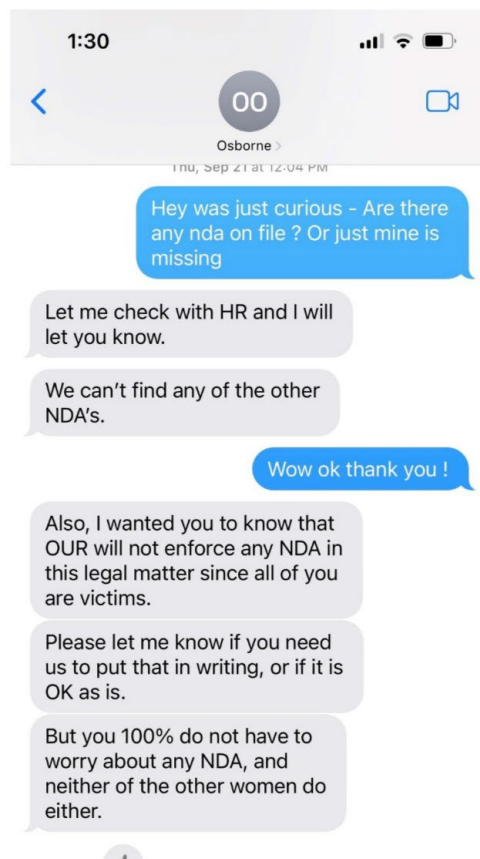 1:30
OO
Osborne
Thu, Sep 21 at 12:04 PM
Hey was just curious - Are there
any nda on file ? Or just mine is
missing
Let me check with HR and I will
let you know.
We can't find any of the other
NDA's.
Wow ok thank you !
Also, I wanted you to know that
OUR will not enforce any NDA in
this legal matter since all of you
are victims.
Please let me know if you need
us to put that in writing, or if it is
OK as is.
But you 100% do not have to
worry about any NDA, and
neither of the other women do
either.